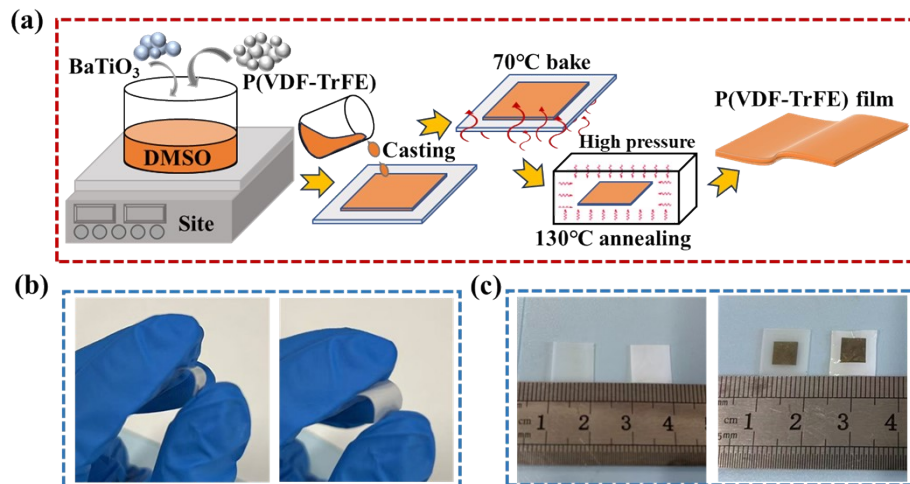 (a)
BaTiO₃
P(VDF-TrFE)
DMSO
Site
Casting
70℃ bake
High pressure
130℃ annealing
P(VDF-TrFE) film
(b)
(c)
1 2 3 4
cm
1 2 3 4
cm